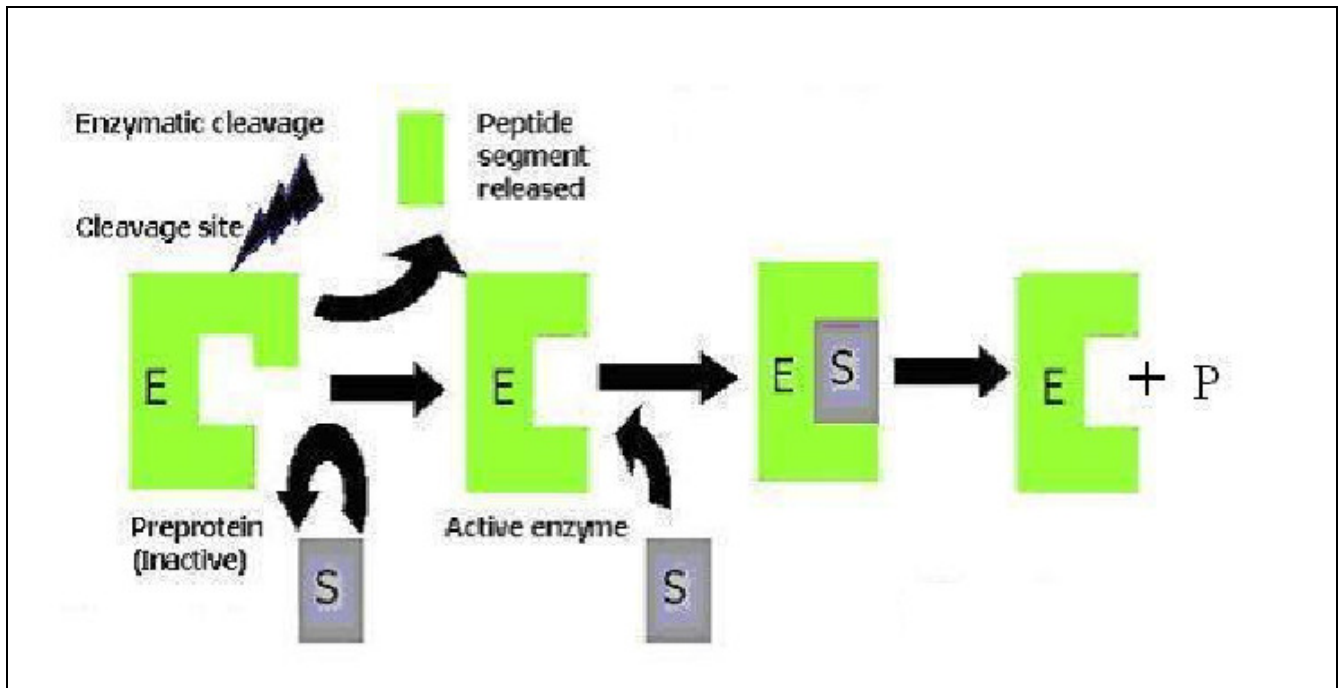 Enzymatic cleavage
Peptide
segment
released
Cleavage site
E
E
E
S
E
+ P
Preprotein
(Inactive)
Active enzyme
S
S